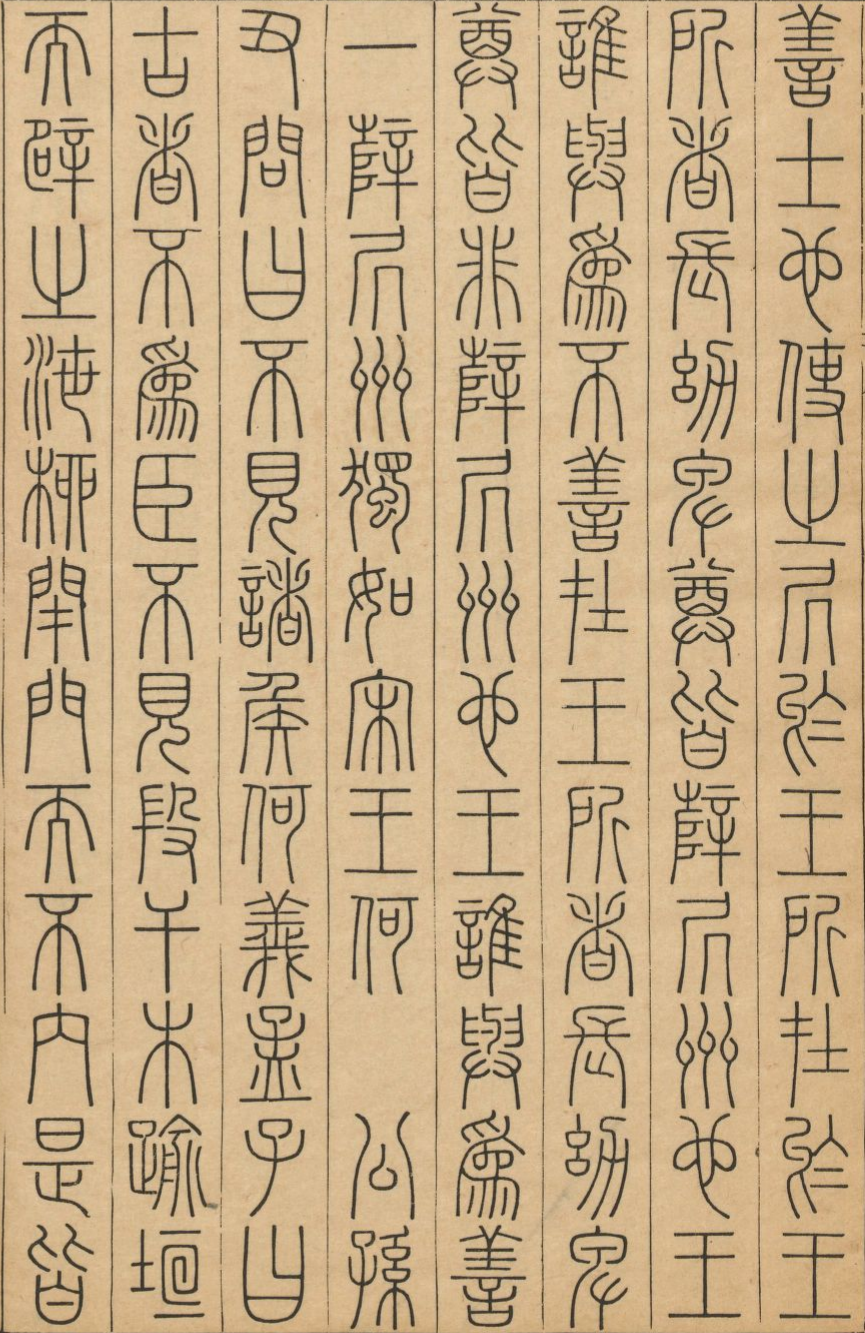 善士也使之居於王所在於王
所者長幼卑尊皆薛居州也王
誰與爲不善在王所者長幼卑
尊皆非薛居州也王誰與爲善
一薛居州獨如宋王何　公孫
丑問曰不見諸侯何義孟子曰
古者不爲臣不見段干木踰垣
而辟之泄柳閉門而不內是皆